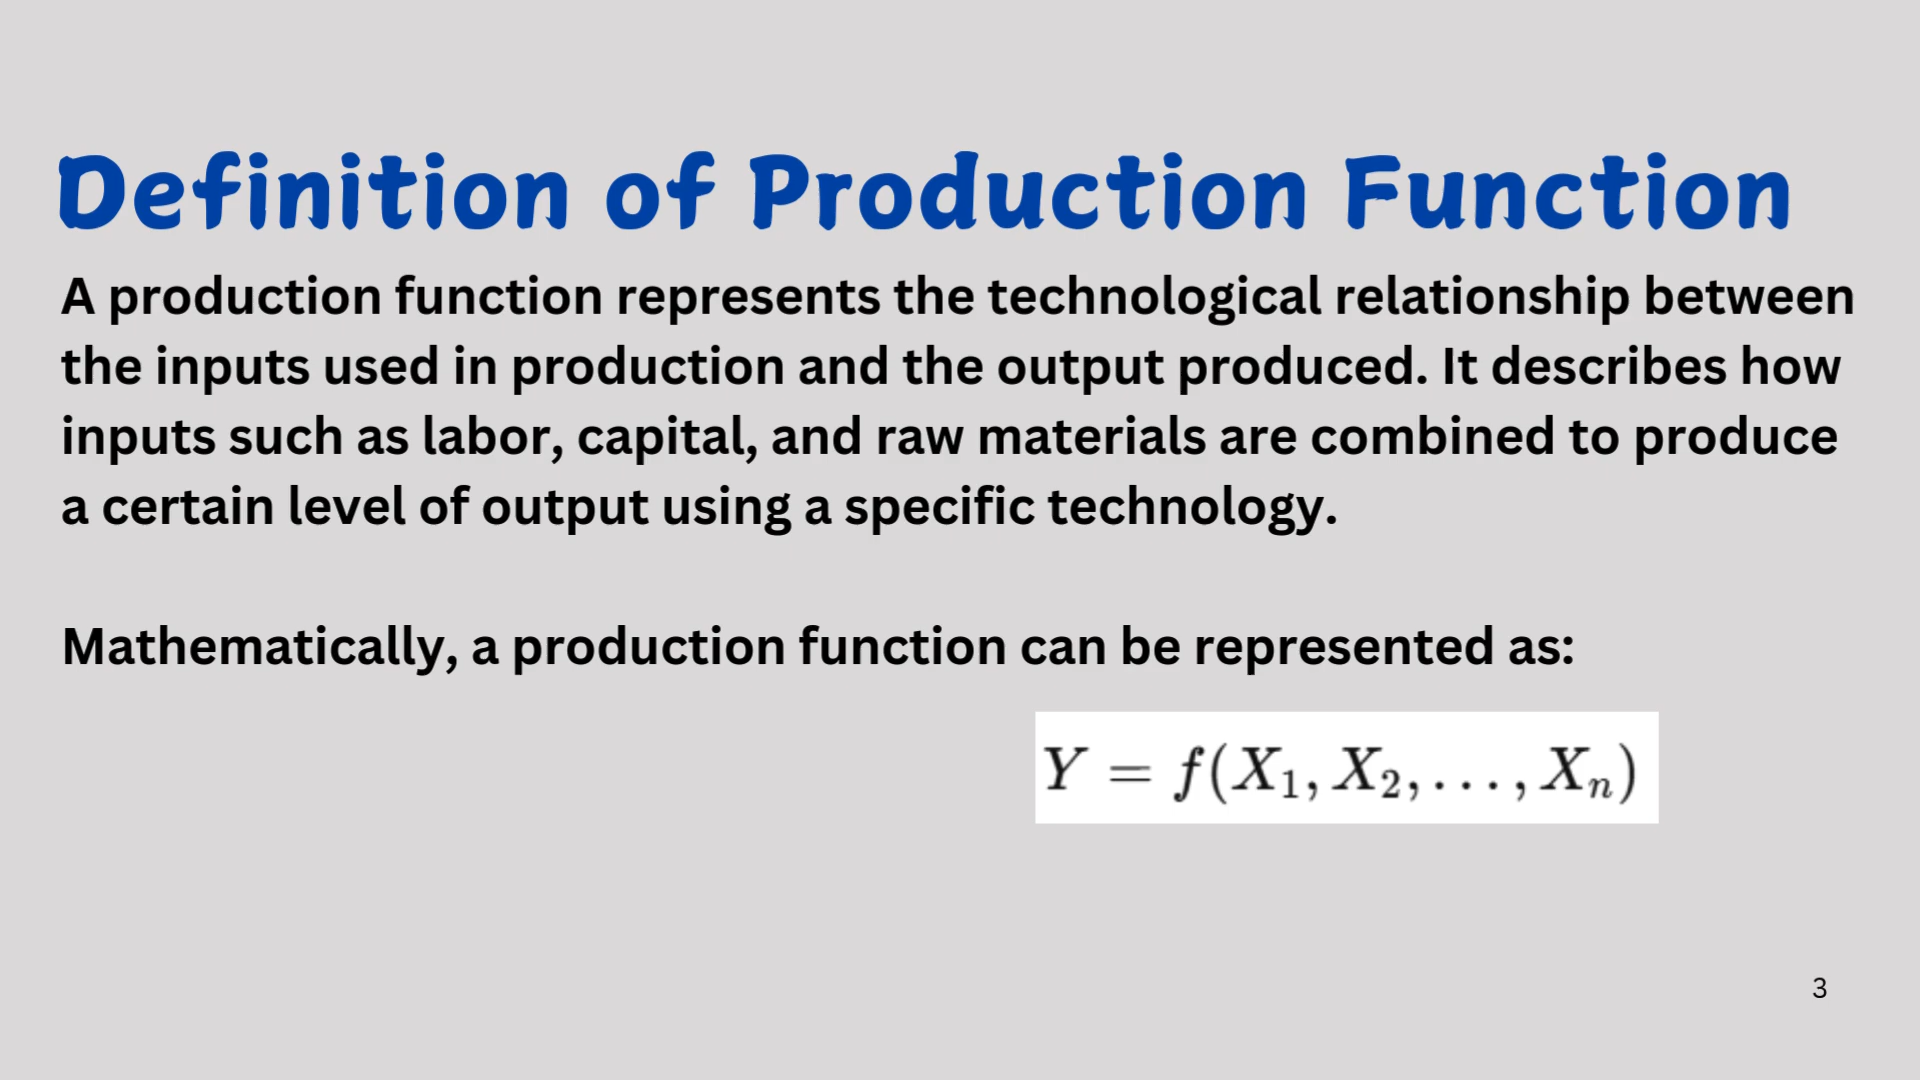 Definition of Production Function
A production function represents the technological relationship between
the inputs used in production and the output produced. It describes how
inputs such as labor, capital, and raw materials are combined to produce
a certain level of output using a specific technology.
Mathematically, a production function can be represented as:
Y = f(X₁, X₂, . . . , Xₙ)
3